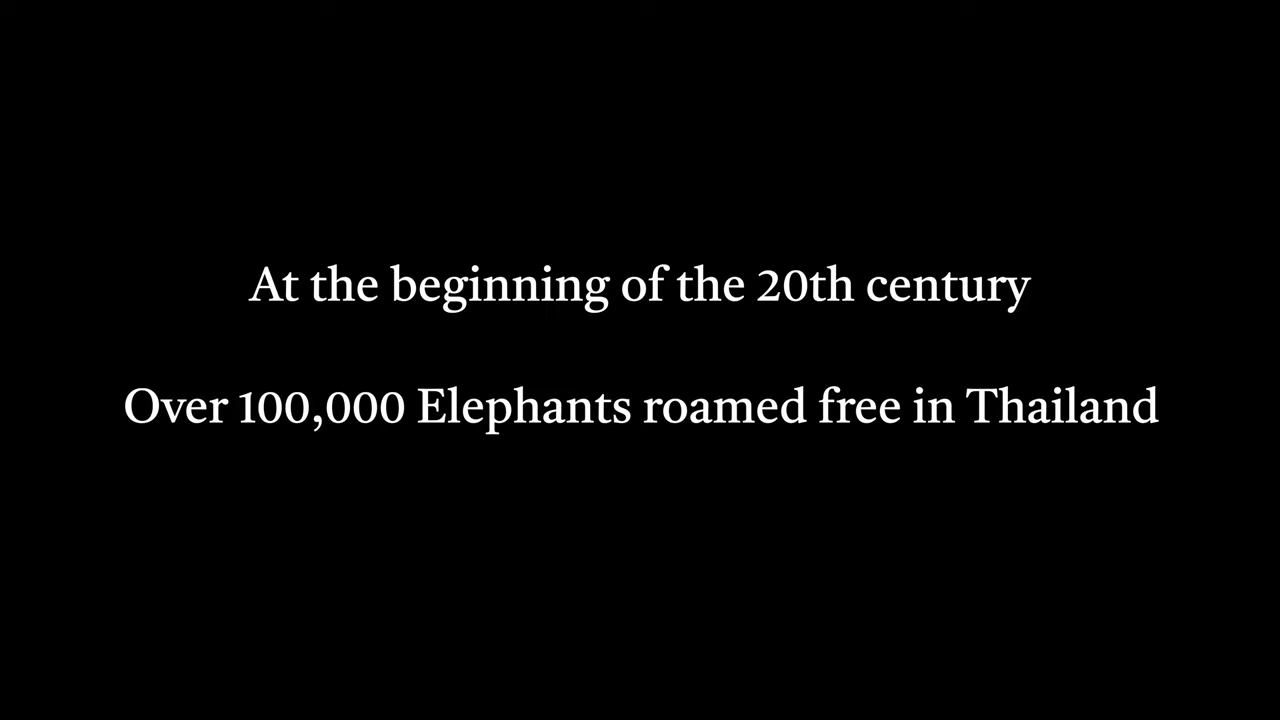 At the beginning of the 20th century
Over 100,000 Elephants roamed free in Thailand